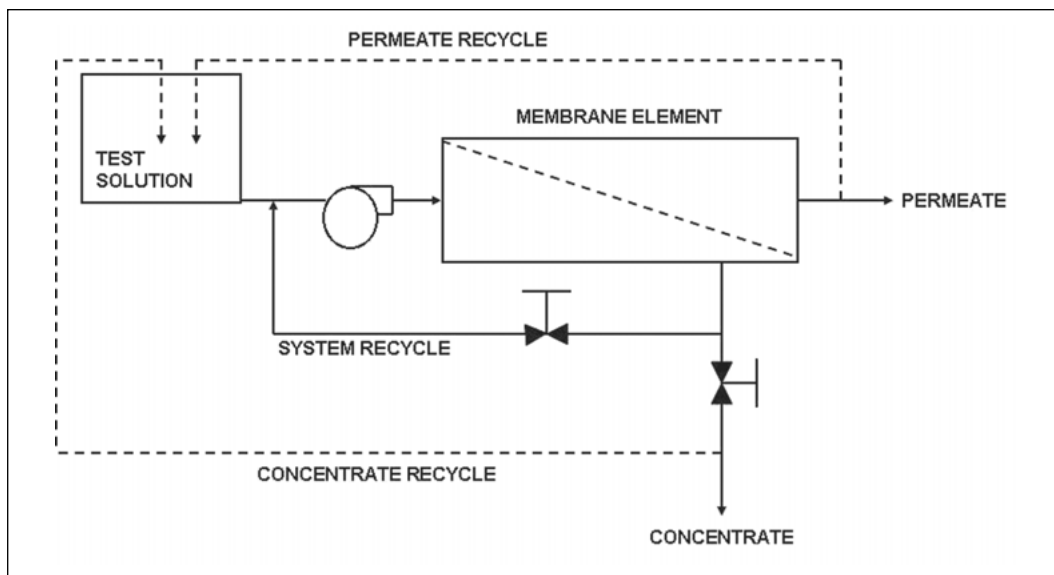 PERMEATE RECYCLE
MEMBRANE ELEMENT
TEST
SOLUTION
PERMEATE
SYSTEM RECYCLE
CONCENTRATE RECYCLE
CONCENTRATE